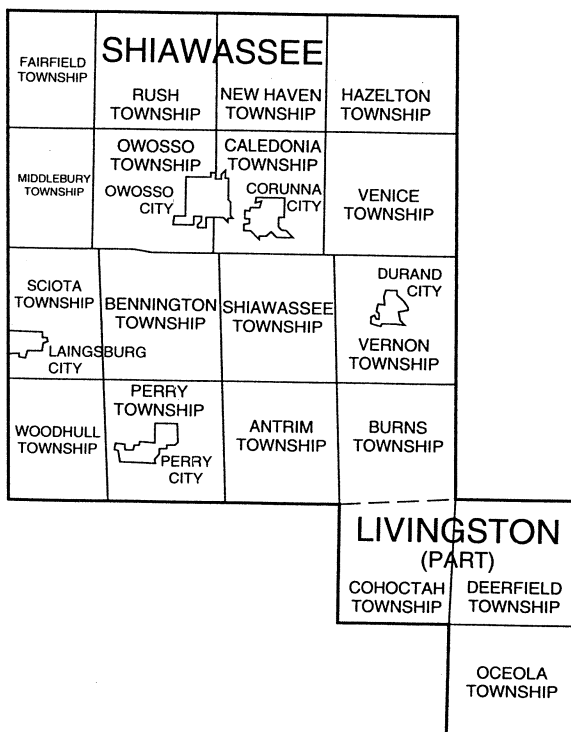 SHIAWASSEE
FAIRFIELD
TOWNSHIP
RUSH
TOWNSHIP
NEW HAVEN
TOWNSHIP
HAZELTON
TOWNSHIP
MIDDLEBURY
TOWNSHIP
OWOSSO
TOWNSHIP
OWOSSO
CITY
CALEDONIA
TOWNSHIP
CORUNNA
CITY
VENICE
TOWNSHIP
SCIOTA
TOWNSHIP
LAINGSBURG
CITY
BENNINGTON
TOWNSHIP
SHIAWASSEE
TOWNSHIP
DURAND
CITY
VERNON
TOWNSHIP
WOODHULL
TOWNSHIP
PERRY
TOWNSHIP
PERRY
CITY
ANTRIM
TOWNSHIP
BURNS
TOWNSHIP
LIVINGSTON
(PART)
COHOCTAH
TOWNSHIP
DEERFIELD
TOWNSHIP
OCEOLA
TOWNSHIP